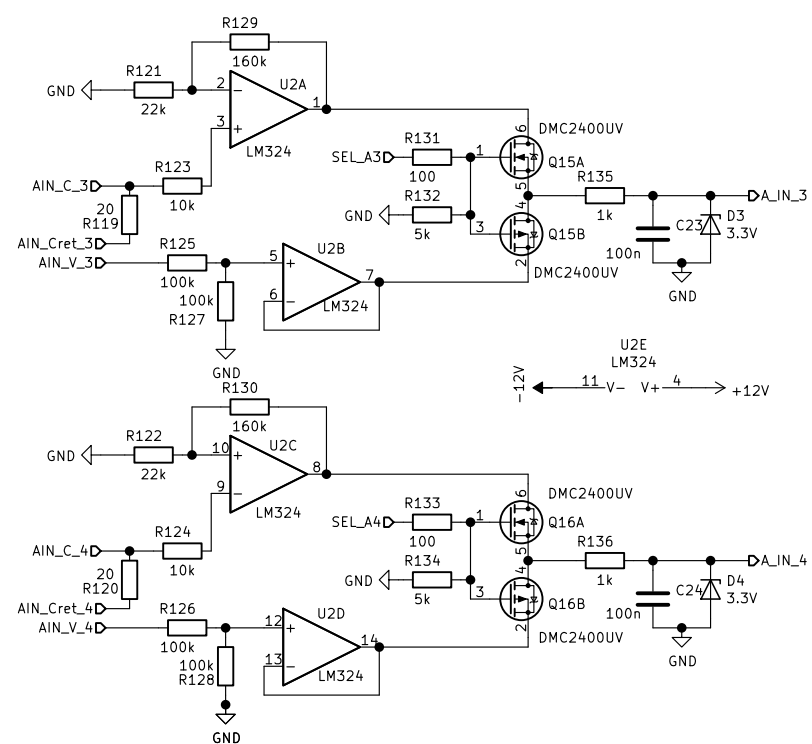 R129
160k
R121
GND
22k
2
−
U2A
1
3
+
LM324
R123
AIN_C_3
10k
20
R119
AIN_Cret_3
AIN_V_3
R125
100k
100k
R127
GND
U2B
5
+
7
6
−
LM324
SEL_A3
R131
100
R132
GND
5k
1
3
6
DMC2400UV
Q15A
5
4
Q15B
2
DMC2400UV
R135
1k
A_IN_3
C23
100n
D3
3.3V
GND
U2E
LM324
-12V
11
V−
V+
4
+12V
R130
160k
R122
GND
22k
10
+
U2C
8
9
−
LM324
R124
AIN_C_4
10k
20
R120
AIN_Cret_4
AIN_V_4
R126
100k
100k
R128
GND
U2D
12
+
14
13
−
LM324
SEL_A4
R133
100
R134
GND
5k
1
3
6
DMC2400UV
Q16A
5
4
Q16B
2
DMC2400UV
R136
1k
A_IN_4
C24
100n
D4
3.3V
GND